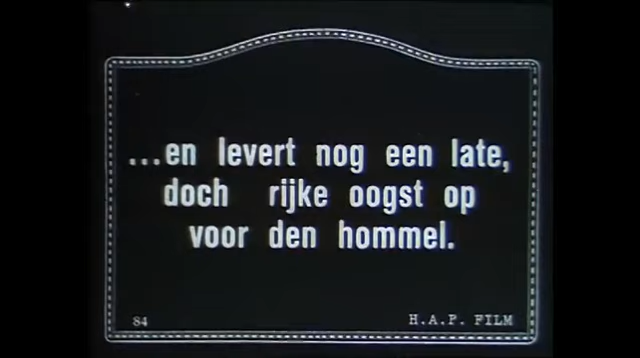 ...en levert nog een late,
doch rijke oogst op
voor den hommel.
84 H.A.P. FILM